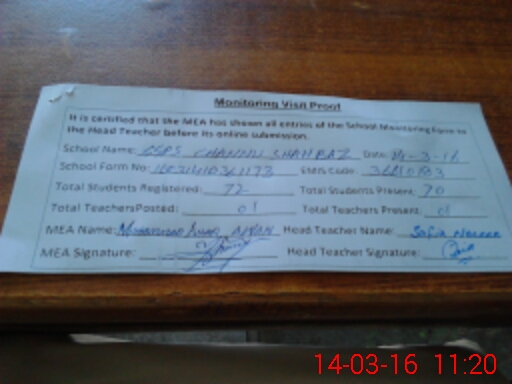 Monitoring Visit Proof
It is certified that the MEA has shown all entries of the School Monitoring Form to
the Head Teacher before its online submission.
School Name: Date: 14-3-16
School Form No: EMIS Code:
Total Students Registered: 72 Total Students Present: 70
Total Teachers Posted: 01 Total Teachers Present: 01
MEA Name: Head Teacher Name: Safia
MEA Signature: Head Teacher Signature:
14-03-16 11:20